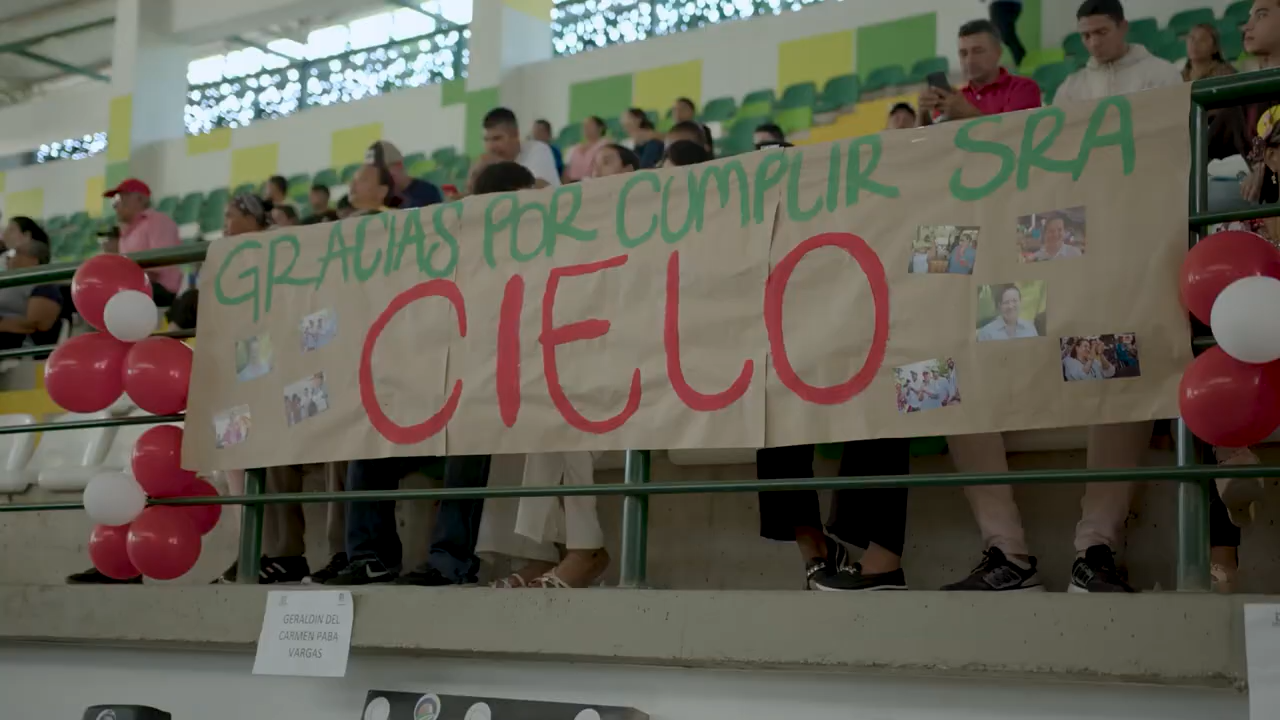 GRACIAS POR CUMPLIR SRA
CIELO
GERALDIN DEL
CARMEN PABA
VARGAS